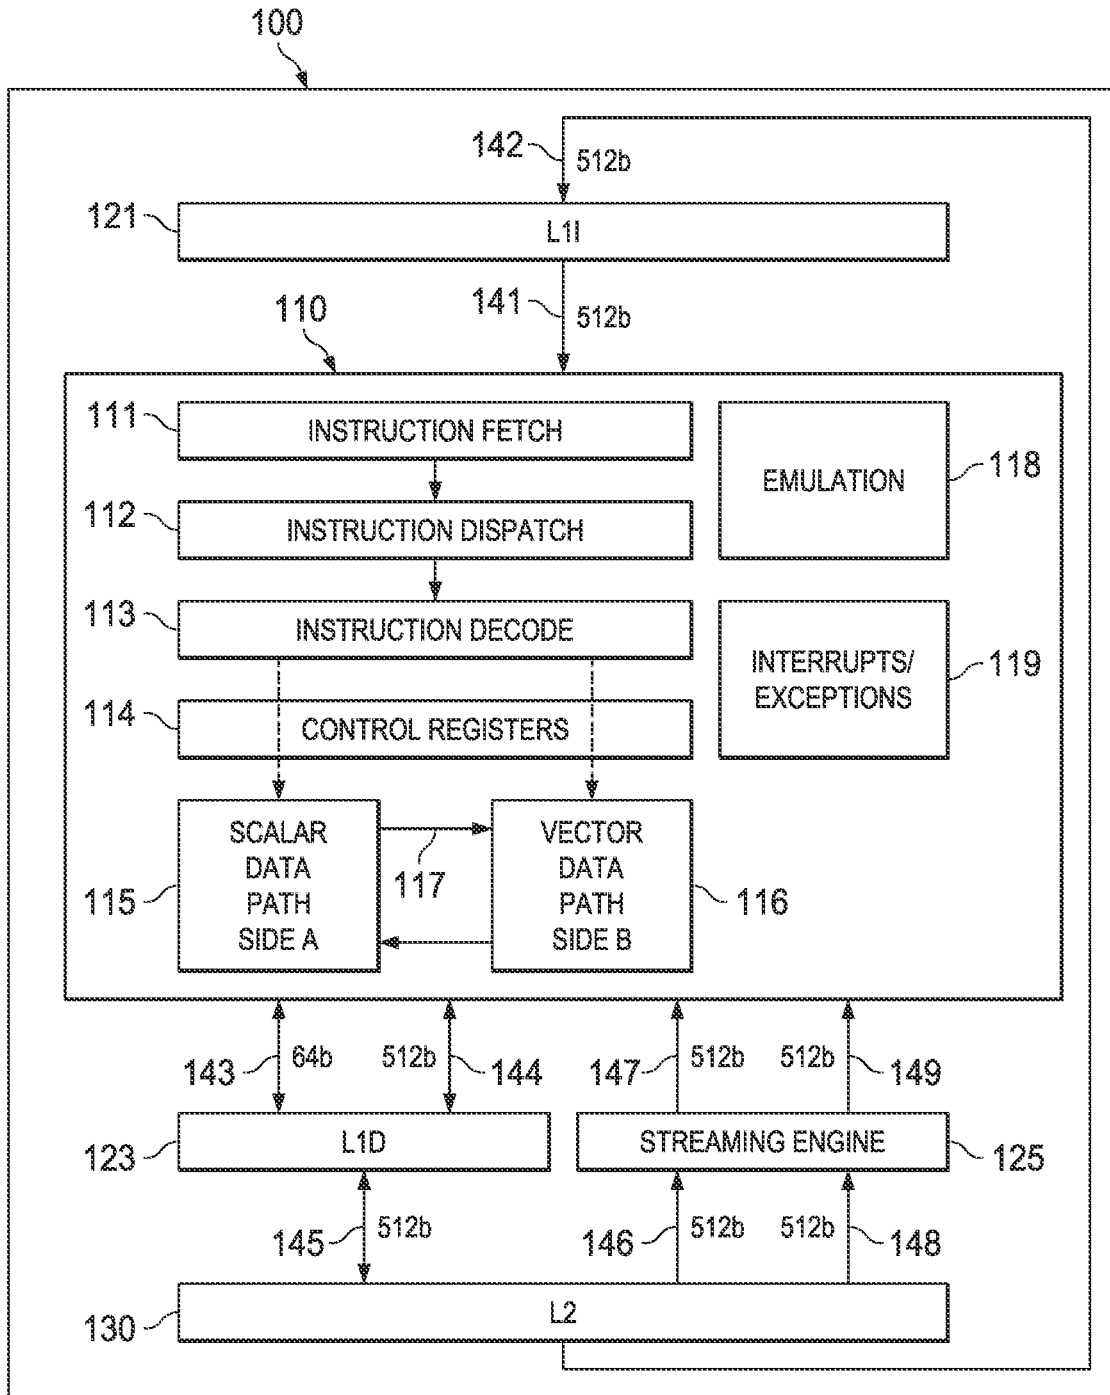 100
142
512b
121
L1I
110
141
512b
111
INSTRUCTION FETCH
EMULATION
118
112
INSTRUCTION DISPATCH
113
INSTRUCTION DECODE
INTERRUPTS/
EXCEPTIONS
119
114
CONTROL REGISTERS
SCALAR
DATA
PATH
SIDE A
115
117
VECTOR
DATA
PATH
SIDE B
116
143
64b
512b
144
147
512b
512b
149
123
L1D
STREAMING ENGINE
125
145
512b
146
512b
512b
148
130
L2